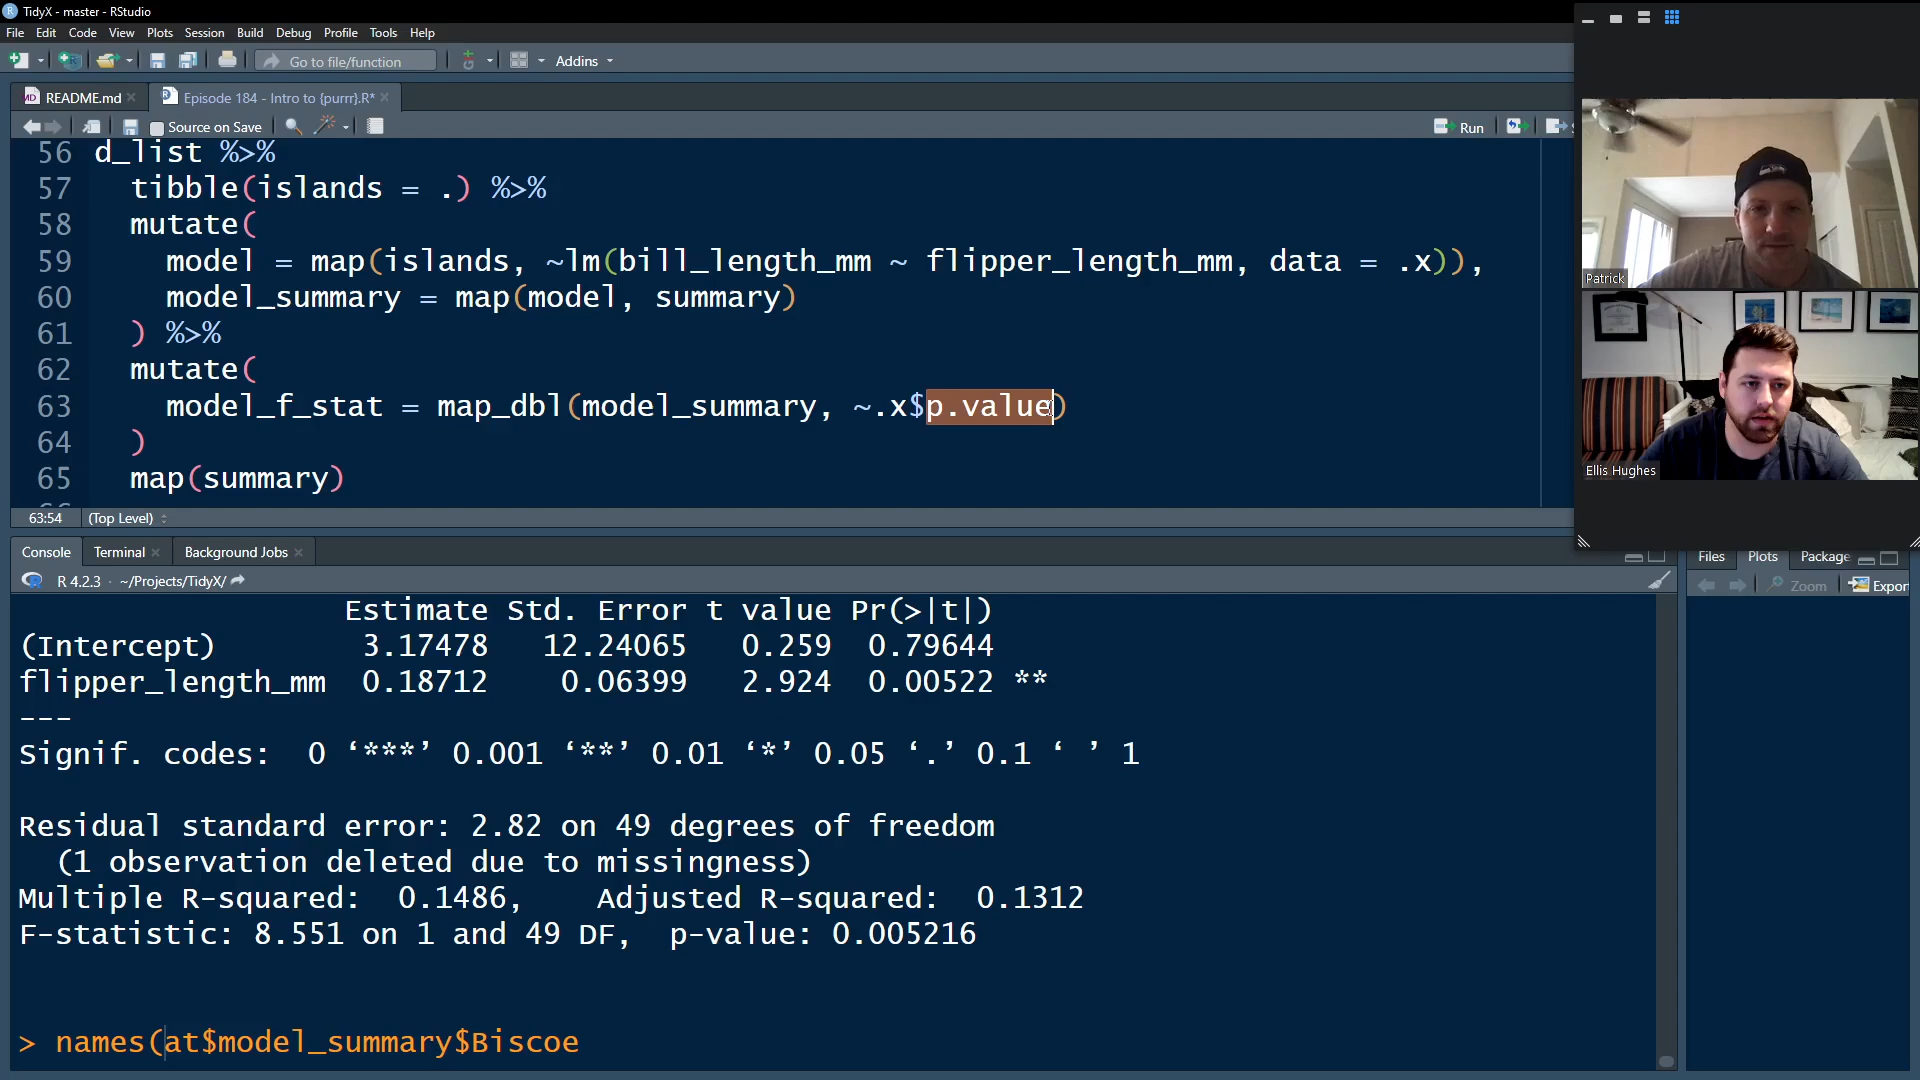 TidyX - master - RStudio
File Edit Code View Plots Session Build Debug Profile Tools Help
Go to file/function Addins
README.md Episode 184 - Intro to {purrr}.R*
Source on Save Run
56 d_list %>%
57 tibble(islands = .) %>%
58 mutate(
59 model = map(islands, ~lm(bill_length_mm ~ flipper_length_mm, data = .x)),
60 model_summary = map(model, summary)
61 ) %>%
62 mutate(
63 model_f_stat = map_dbl(model_summary, ~.x$p.value)
64 )
65 map(summary)
63:54 (Top Level)
Patrick
Ellis Hughes
Console Terminal Background Jobs
R 4.2.3 · ~/Projects/TidyX/
Estimate Std. Error t value Pr(>|t|)
(Intercept) 3.17478 12.24065 0.259 0.79644
flipper_length_mm 0.18712 0.06399 2.924 0.00522 **
---
Signif. codes: 0 ‘***’ 0.001 ‘**’ 0.01 ‘*’ 0.05 ‘.’ 0.1 ‘ ’ 1
Residual standard error: 2.82 on 49 degrees of freedom
(1 observation deleted due to missingness)
Multiple R-squared: 0.1486, Adjusted R-squared: 0.1312
F-statistic: 8.551 on 1 and 49 DF, p-value: 0.005216
> names(at$model_summary$Biscoe
Files Plots Package
Zoom Export